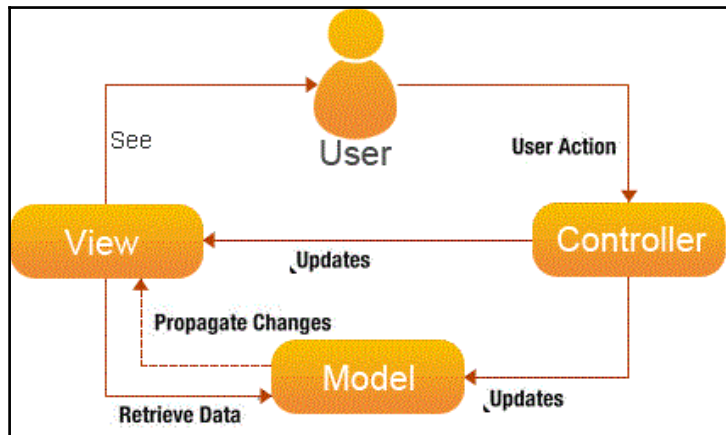 See
User
User Action
View
Controller
Updates
Propagate Changes
Model
Updates
Retrieve Data